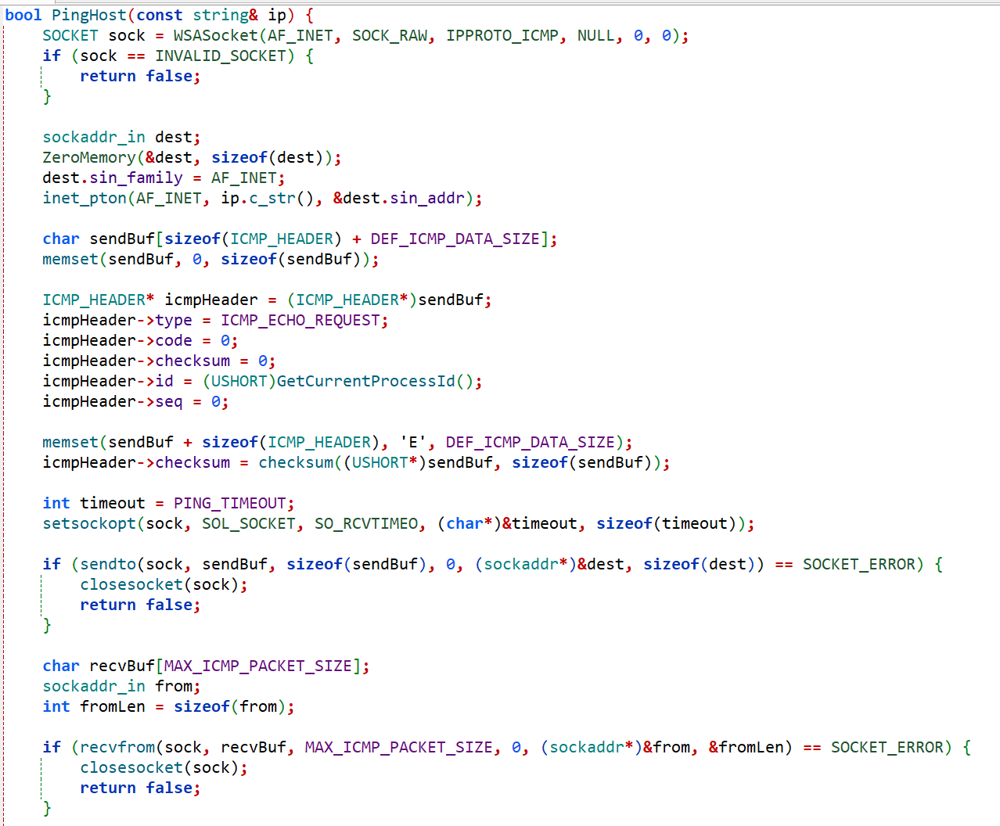 bool PingHost(const string& ip) {
    SOCKET sock = WSASocket(AF_INET, SOCK_RAW, IPPROTO_ICMP, NULL, 0, 0);
    if (sock == INVALID_SOCKET) {
        return false;
    }

    sockaddr_in dest;
    ZeroMemory(&dest, sizeof(dest));
    dest.sin_family = AF_INET;
    inet_pton(AF_INET, ip.c_str(), &dest.sin_addr);

    char sendBuf[sizeof(ICMP_HEADER) + DEF_ICMP_DATA_SIZE];
    memset(sendBuf, 0, sizeof(sendBuf));

    ICMP_HEADER* icmpHeader = (ICMP_HEADER*)sendBuf;
    icmpHeader->type = ICMP_ECHO_REQUEST;
    icmpHeader->code = 0;
    icmpHeader->checksum = 0;
    icmpHeader->id = (USHORT)GetCurrentProcessId();
    icmpHeader->seq = 0;

    memset(sendBuf + sizeof(ICMP_HEADER), 'E', DEF_ICMP_DATA_SIZE);
    icmpHeader->checksum = checksum((USHORT*)sendBuf, sizeof(sendBuf));

    int timeout = PING_TIMEOUT;
    setsockopt(sock, SOL_SOCKET, SO_RCVTIMEO, (char*)&timeout, sizeof(timeout));

    if (sendto(sock, sendBuf, sizeof(sendBuf), 0, (sockaddr*)&dest, sizeof(dest)) == SOCKET_ERROR) {
        closesocket(sock);
        return false;
    }

    char recvBuf[MAX_ICMP_PACKET_SIZE];
    sockaddr_in from;
    int fromLen = sizeof(from);

    if (recvfrom(sock, recvBuf, MAX_ICMP_PACKET_SIZE, 0, (sockaddr*)&from, &fromLen) == SOCKET_ERROR) {
        closesocket(sock);
        return false;
    }